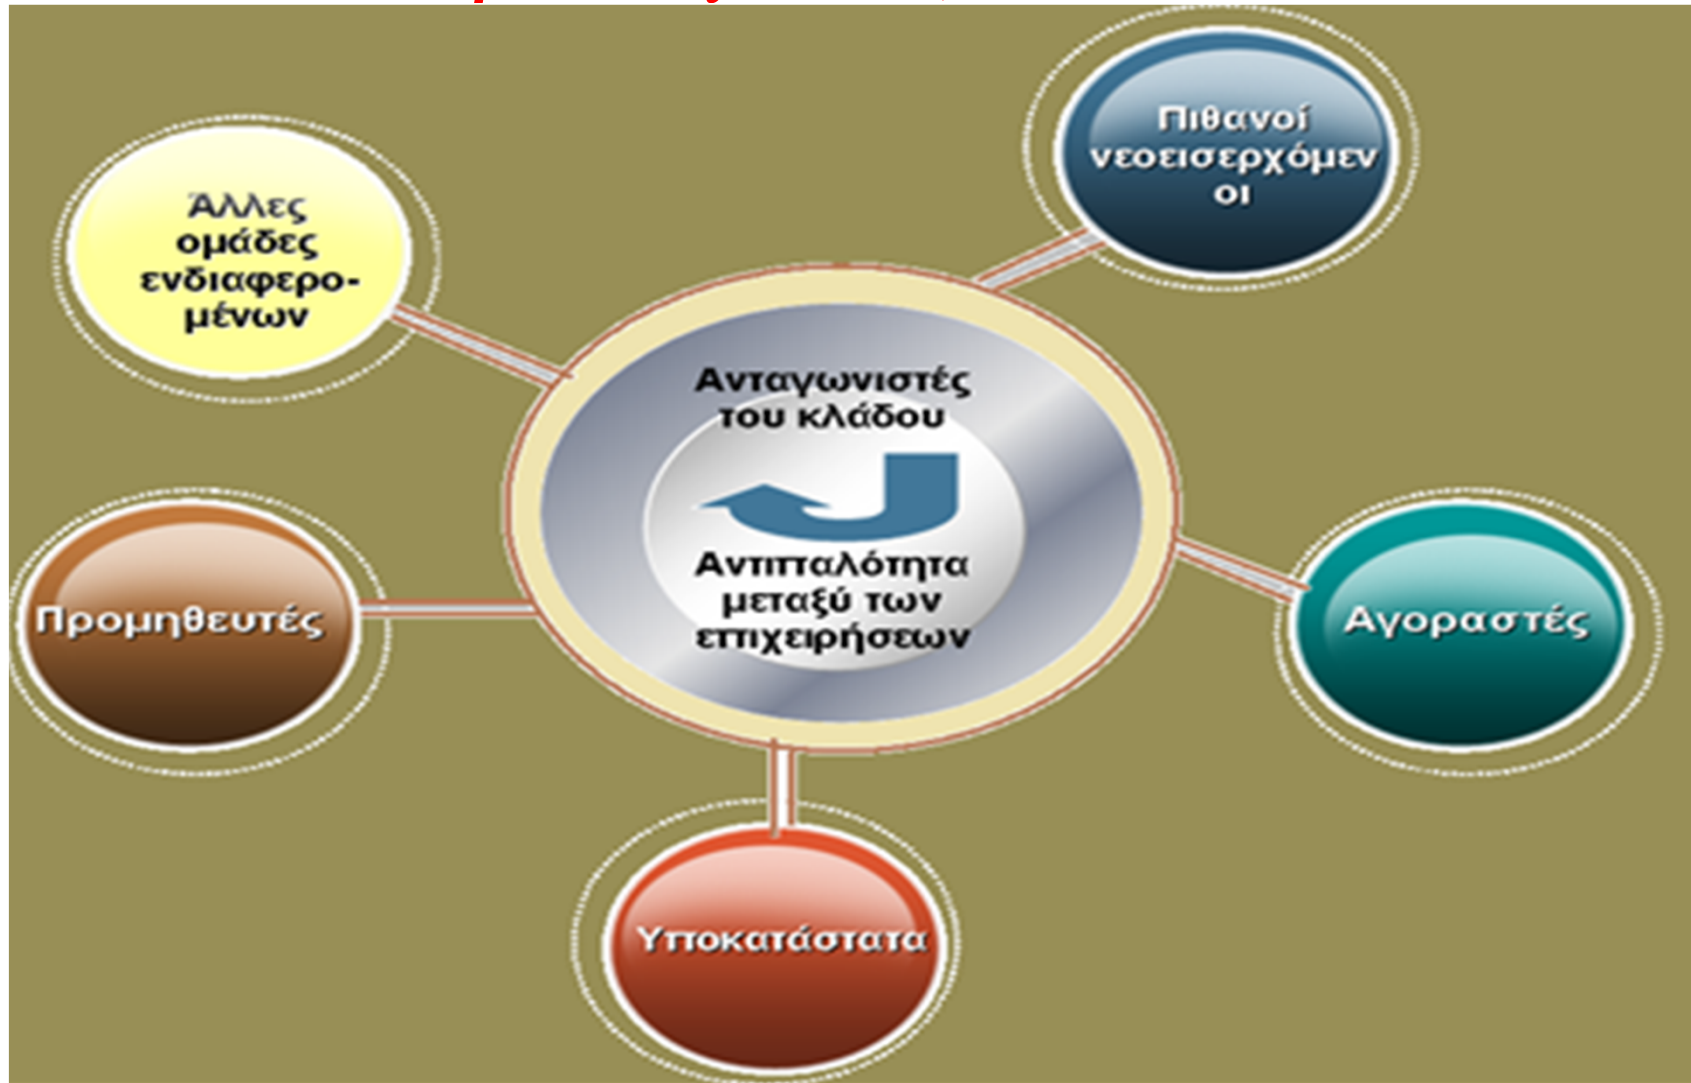 Πιθανοί
νεοεισερχόμεν
οι
Άλλες
ομάδες
ενδιαφερο-
μένων
Ανταγωνιστές
του κλάδου
Αντιπαλότητα
μεταξύ των
επιχειρήσεων
Προμηθευτές
Αγοραστές
Υποκατάστατα